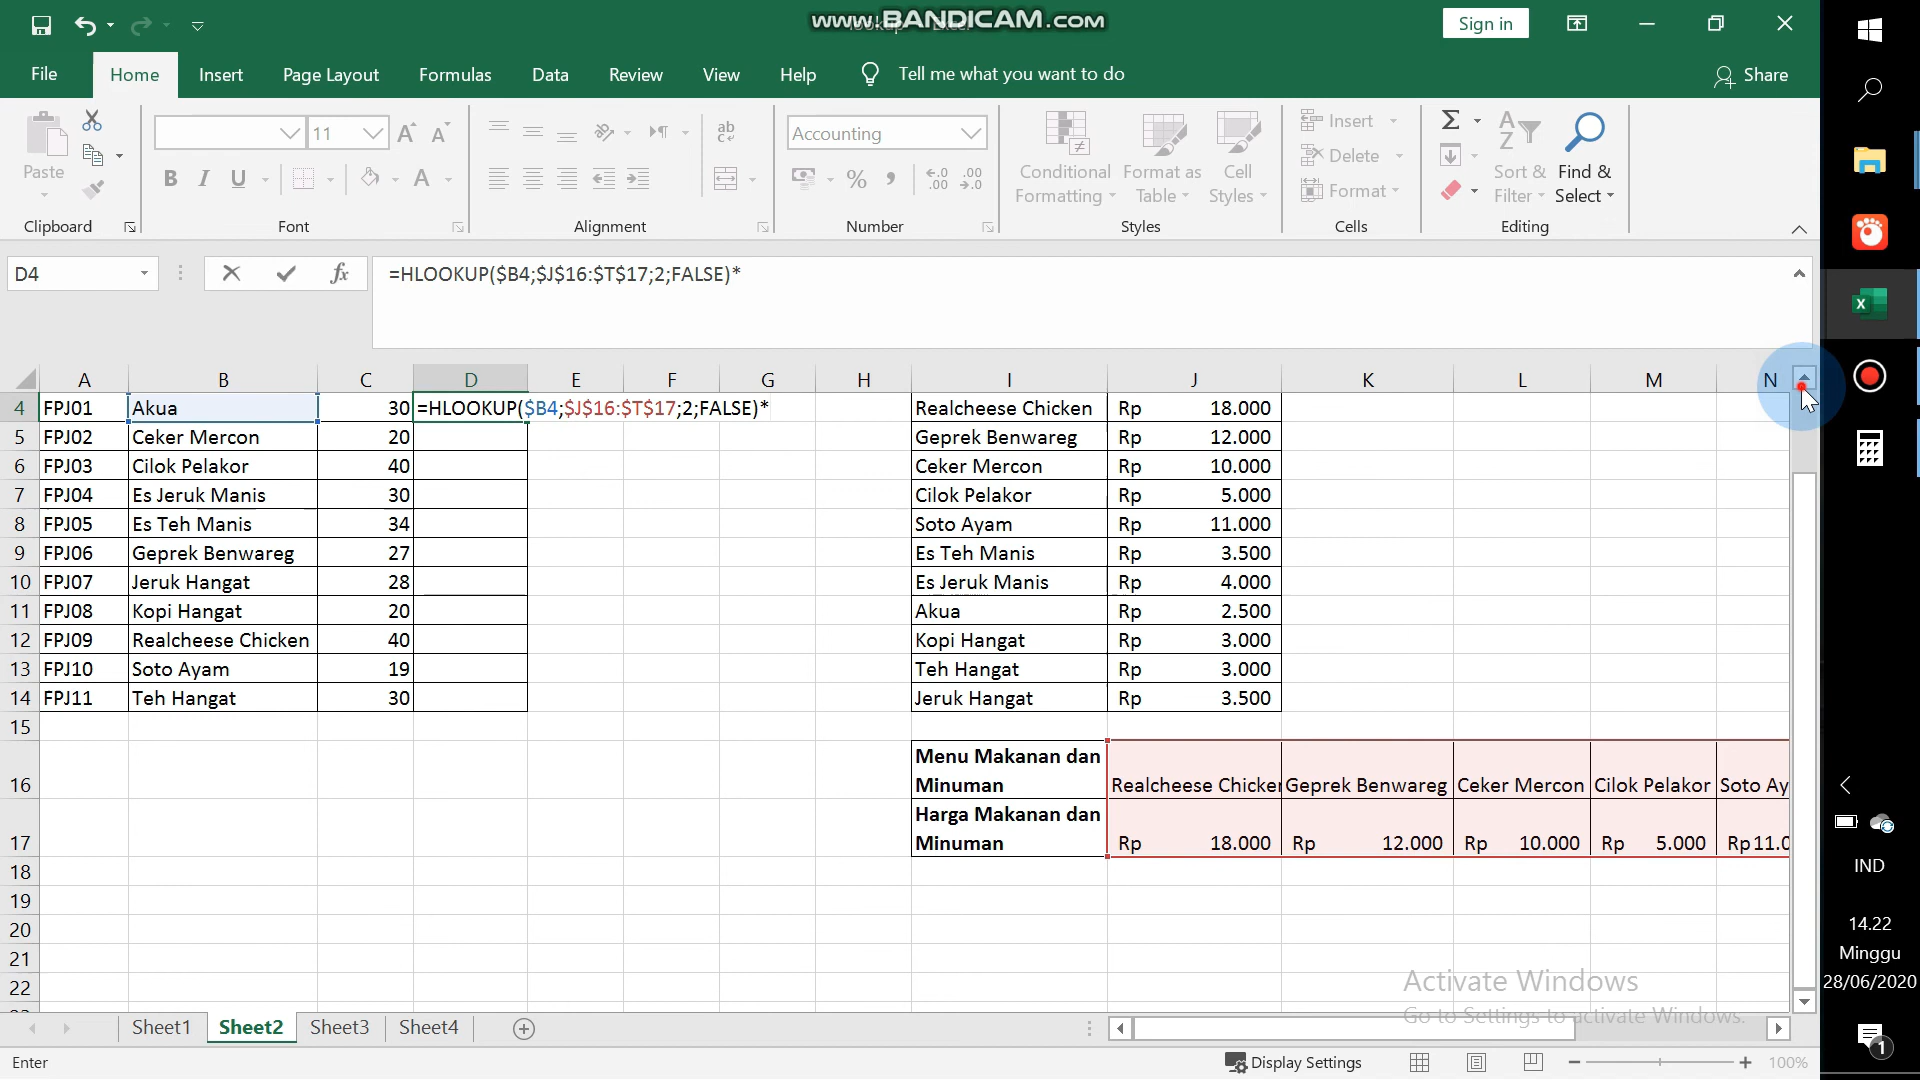 www.BANDICAM.com
Sign in
File Home Insert Page Layout Formulas Data Review View Help Tell me what you want to do Share
Paste
11
Accounting
Conditional Formatting
Format as Table
Cell Styles
Insert
Delete
Format
Sort & Filter
Find & Select
Clipboard Font Alignment Number Styles Cells Editing
D4 =HLOOKUP($B4;$J$16:$T$17;2;FALSE)*
A B C D E F G H I J K L M N
4 FPJ01 Akua 30 =HLOOKUP($B4;$J$16:$T$17;2;FALSE)* Realcheese Chicken Rp 18.000
5 FPJ02 Ceker Mercon 20 Geprek Benwareg Rp 12.000
6 FPJ03 Cilok Pelakor 40 Ceker Mercon Rp 10.000
7 FPJ04 Es Jeruk Manis 30 Cilok Pelakor Rp 5.000
8 FPJ05 Es Teh Manis 34 Soto Ayam Rp 11.000
9 FPJ06 Geprek Benwareg 27 Es Teh Manis Rp 3.500
10 FPJ07 Jeruk Hangat 28 Es Jeruk Manis Rp 4.000
11 FPJ08 Kopi Hangat 20 Akua Rp 2.500
12 FPJ09 Realcheese Chicken 40 Kopi Hangat Rp 3.000
13 FPJ10 Soto Ayam 19 Teh Hangat Rp 3.000
14 FPJ11 Teh Hangat 30 Jeruk Hangat Rp 3.500
15
Menu Makanan dan
16 Minuman Realcheese Chicker Geprek Benwareg Ceker Mercon Cilok Pelakor Soto Ay
Harga Makanan dan
17 Minuman Rp 18.000 Rp 12.000 Rp 10.000 Rp 5.000 Rp 11.0
18
19
20
21
22
Activate Windows
Go to Settings to activate Windows.
Sheet1 Sheet2 Sheet3 Sheet4
Enter Display Settings 100%
IND
14.22
Minggu
28/06/2020
1